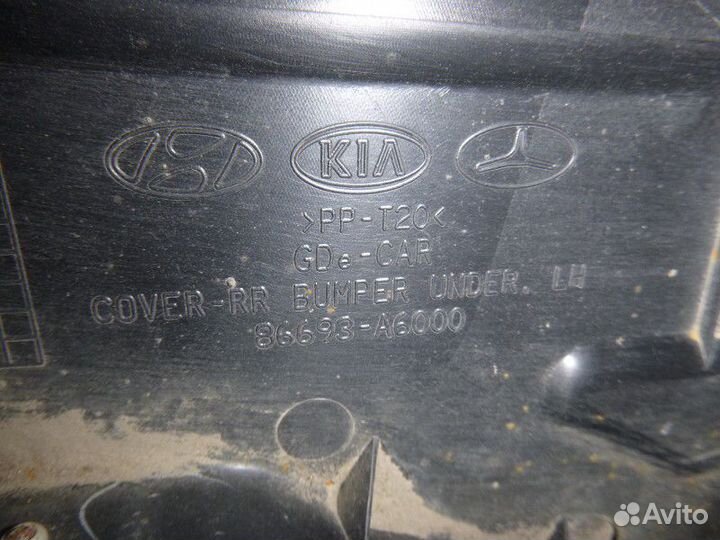 KIA
>PP-T20<
GDe-CAR
COVER-RR BUMPER UNDER. LH
86693-A6000
Avito